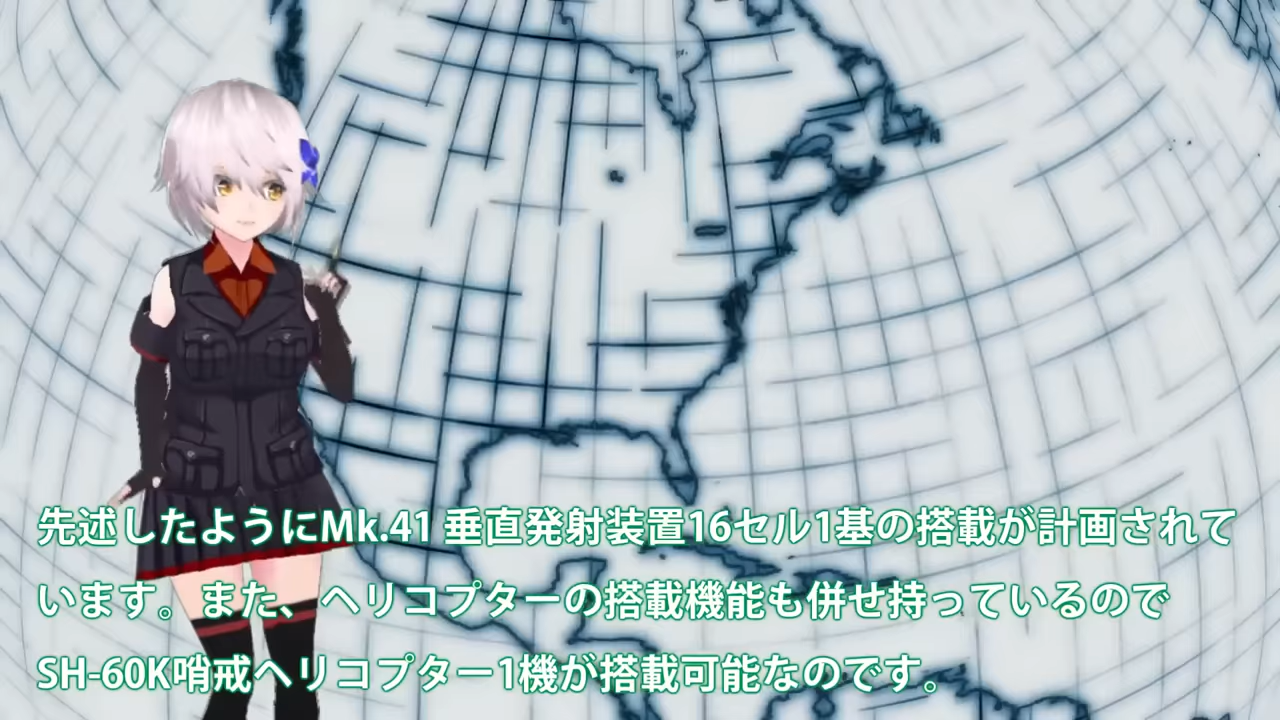 先述したようにMk.41 垂直発射装置16セル1基の搭載が計画されて
います。また、ヘリコプターの搭載機能も併せ持っているので
SH-60K哨戒ヘリコプター1機が搭載可能なのです。